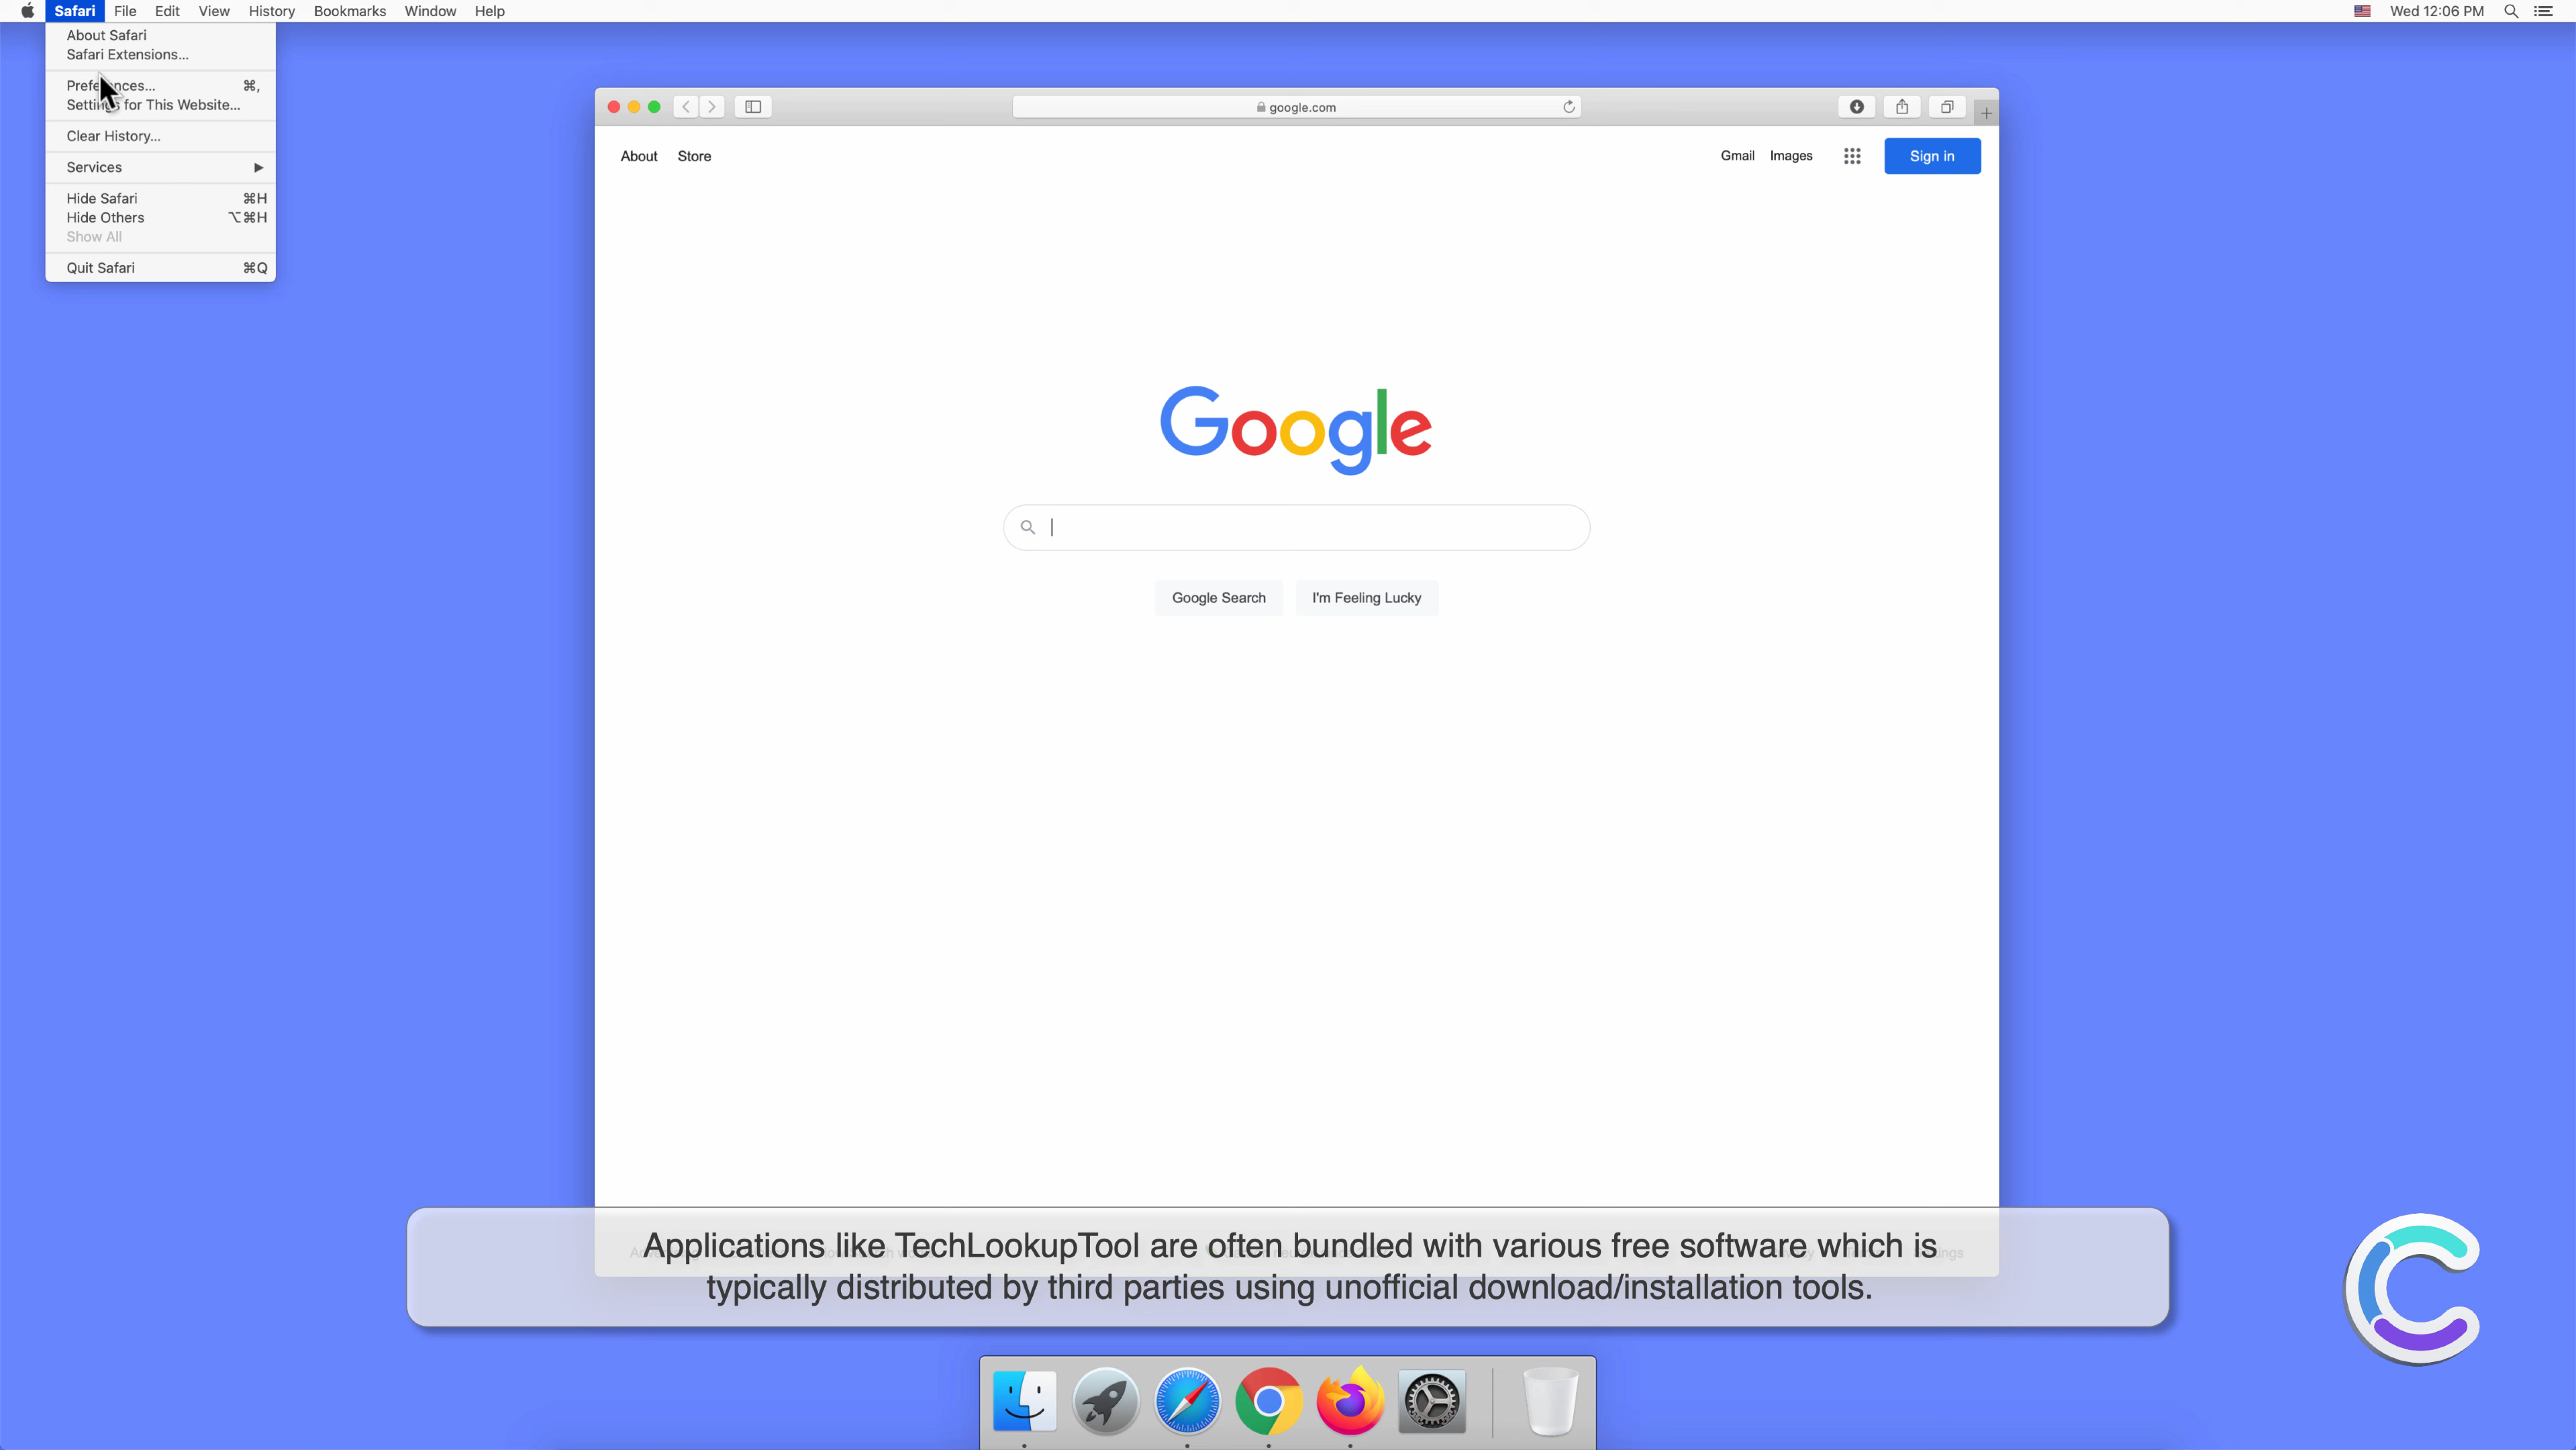 Safari File Edit View History Bookmarks Window Help
Wed 12:06 PM
About Safari
Safari Extensions...
Preferences... ⌘,
Settings for This Website...
Clear History...
Services
Hide Safari ⌘H
Hide Others ⌥⌘H
Show All
Quit Safari ⌘Q
google.com
About Store
Gmail Images Sign in
Google
Google Search I'm Feeling Lucky
Applications like TechLookupTool are often bundled with various free software which is
typically distributed by third parties using unofficial download/installation tools.